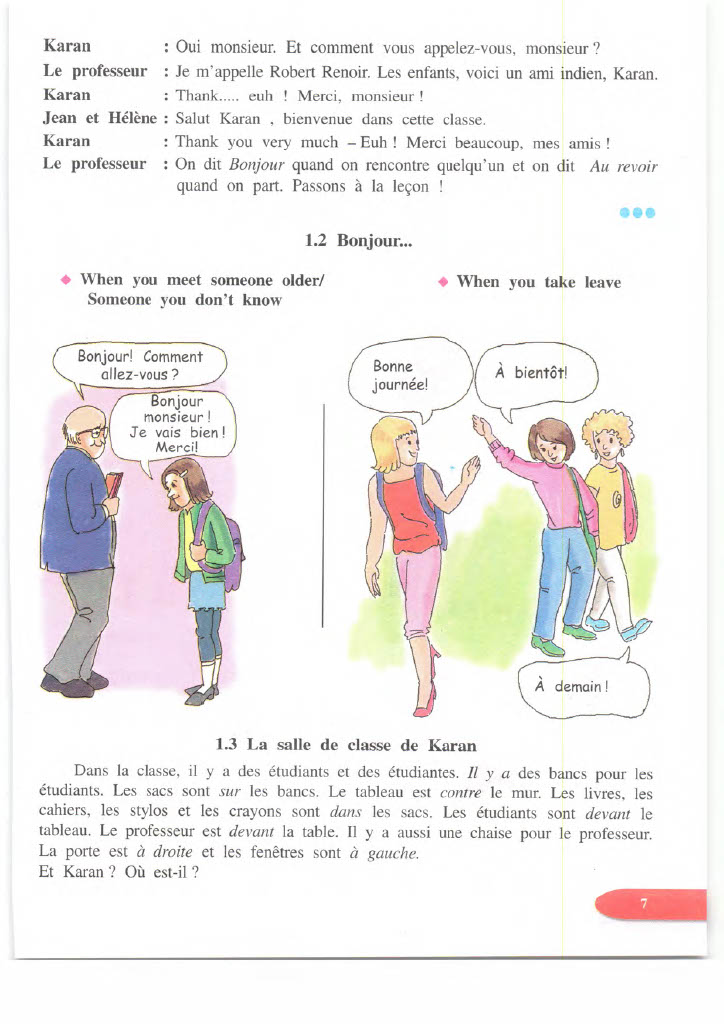 Karan : Oui monsieur. Et comment vous appelez-vous, monsieur ?
Le professeur : Je m'appelle Robert Renoir. Les enfants, voici un ami indien, Karan.
Karan : Thank..... euh ! Merci, monsieur !
Jean et Hélène : Salut Karan , bienvenue dans cette classe.
Karan : Thank you very much – Euh ! Merci beaucoup, mes amis !
Le professeur : On dit Bonjour quand on rencontre quelqu'un et on dit Au revoir
quand on part. Passons à la leçon !
1.2 Bonjour...
◆ When you meet someone older/
Someone you don't know
◆ When you take leave
Bonjour! Comment
allez-vous ?
Bonjour
monsieur !
Je vais bien !
Merci!
Bonne
journée!
À bientôt!
À demain !
1.3 La salle de classe de Karan
Dans la classe, il y a des étudiants et des étudiantes. Il y a des bancs pour les
étudiants. Les sacs sont sur les bancs. Le tableau est contre le mur. Les livres, les
cahiers, les stylos et les crayons sont dans les sacs. Les étudiants sont devant le
tableau. Le professeur est devant la table. Il y a aussi une chaise pour le professeur.
La porte est à droite et les fenêtres sont à gauche.
Et Karan ? Où est-il ?
7